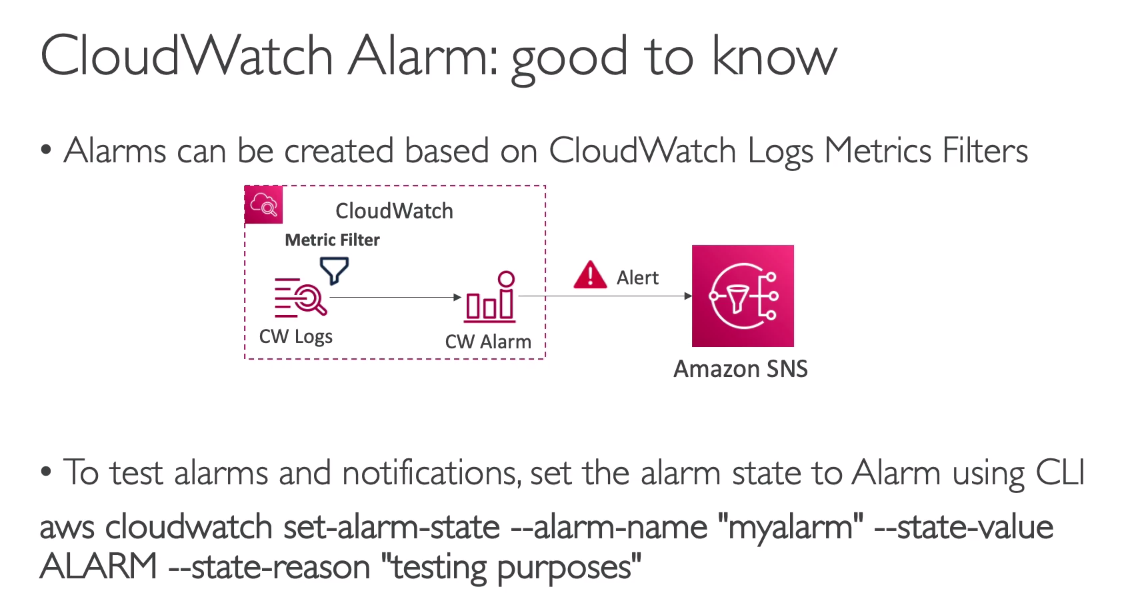 CloudWatch Alarm: good to know
• Alarms can be created based on CloudWatch Logs Metrics Filters
CloudWatch
Metric Filter
CW Logs
CW Alarm
Alert
Amazon SNS
• To test alarms and notifications, set the alarm state to Alarm using CLI
aws cloudwatch set-alarm-state --alarm-name "myalarm" --state-value
ALARM --state-reason "testing purposes"